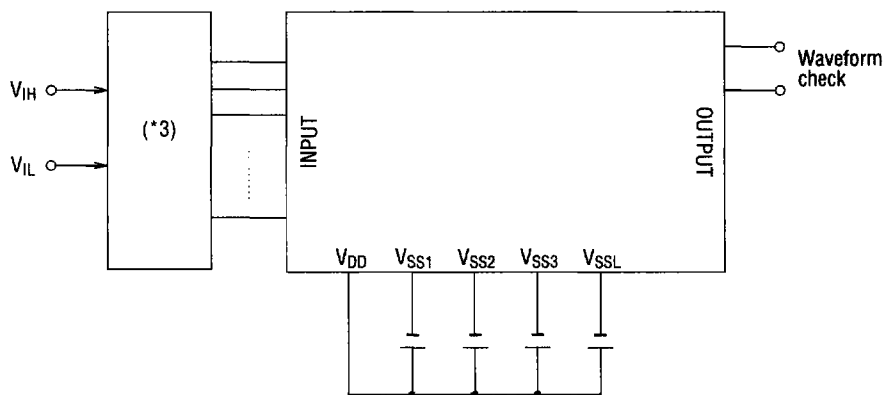 VIH
VIL
(*3)
INPUT
OUTPUT
Waveform
check
VDD VSS1 VSS2 VSS3 VSSL